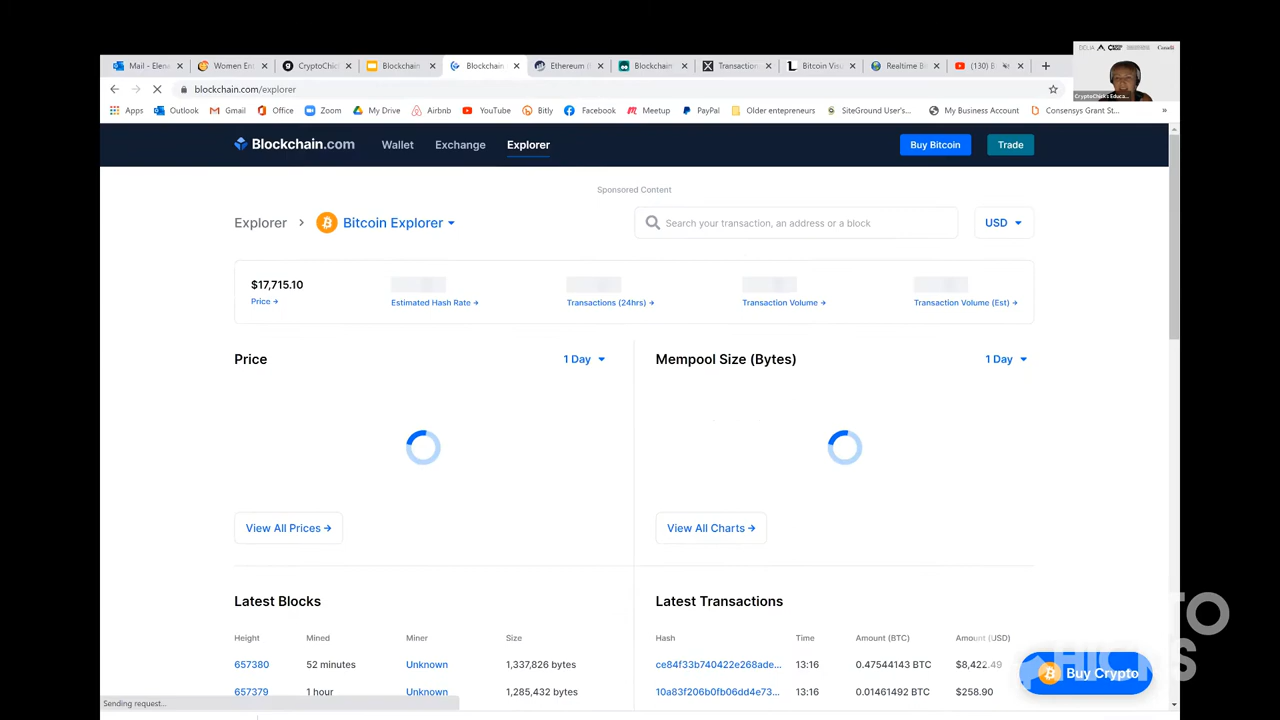 Canada
Mail - Elena
Women En
CryptoChic
Blockchain
Blockchain
Ethereum (
Blockchain
Transaction
Bitcoin Visu
Realtime Bi
(130) B
blockchain.com/explorer
CryptoChicks Educa...
Apps Outlook Gmail Office Zoom My Drive Airbnb YouTube Bitly Facebook Meetup PayPal Older entepreneurs SiteGround User's... My Business Account Consensys Grant St... »
Blockchain.com Wallet Exchange Explorer Buy Bitcoin Trade
Sponsored Content
Explorer > Bitcoin Explorer
Search your transaction, an address or a block
USD
$17,715.10
Price →
Estimated Hash Rate →
Transactions (24hrs) →
Transaction Volume →
Transaction Volume (Est) →
Price 1 Day
Mempool Size (Bytes) 1 Day
View All Prices →
View All Charts →
Latest Blocks
Height Mined Miner Size
657380 52 minutes Unknown 1,337,826 bytes
657379 1 hour Unknown 1,285,432 bytes
Latest Transactions
Hash Time Amount (BTC) Amount (USD)
ce84f33b740422e268ade... 13:16 0.47544143 BTC $8,422.49
10a83f206b0fb06dd4e73... 13:16 0.01461492 BTC $258.90
Buy Crypto
Sending request...